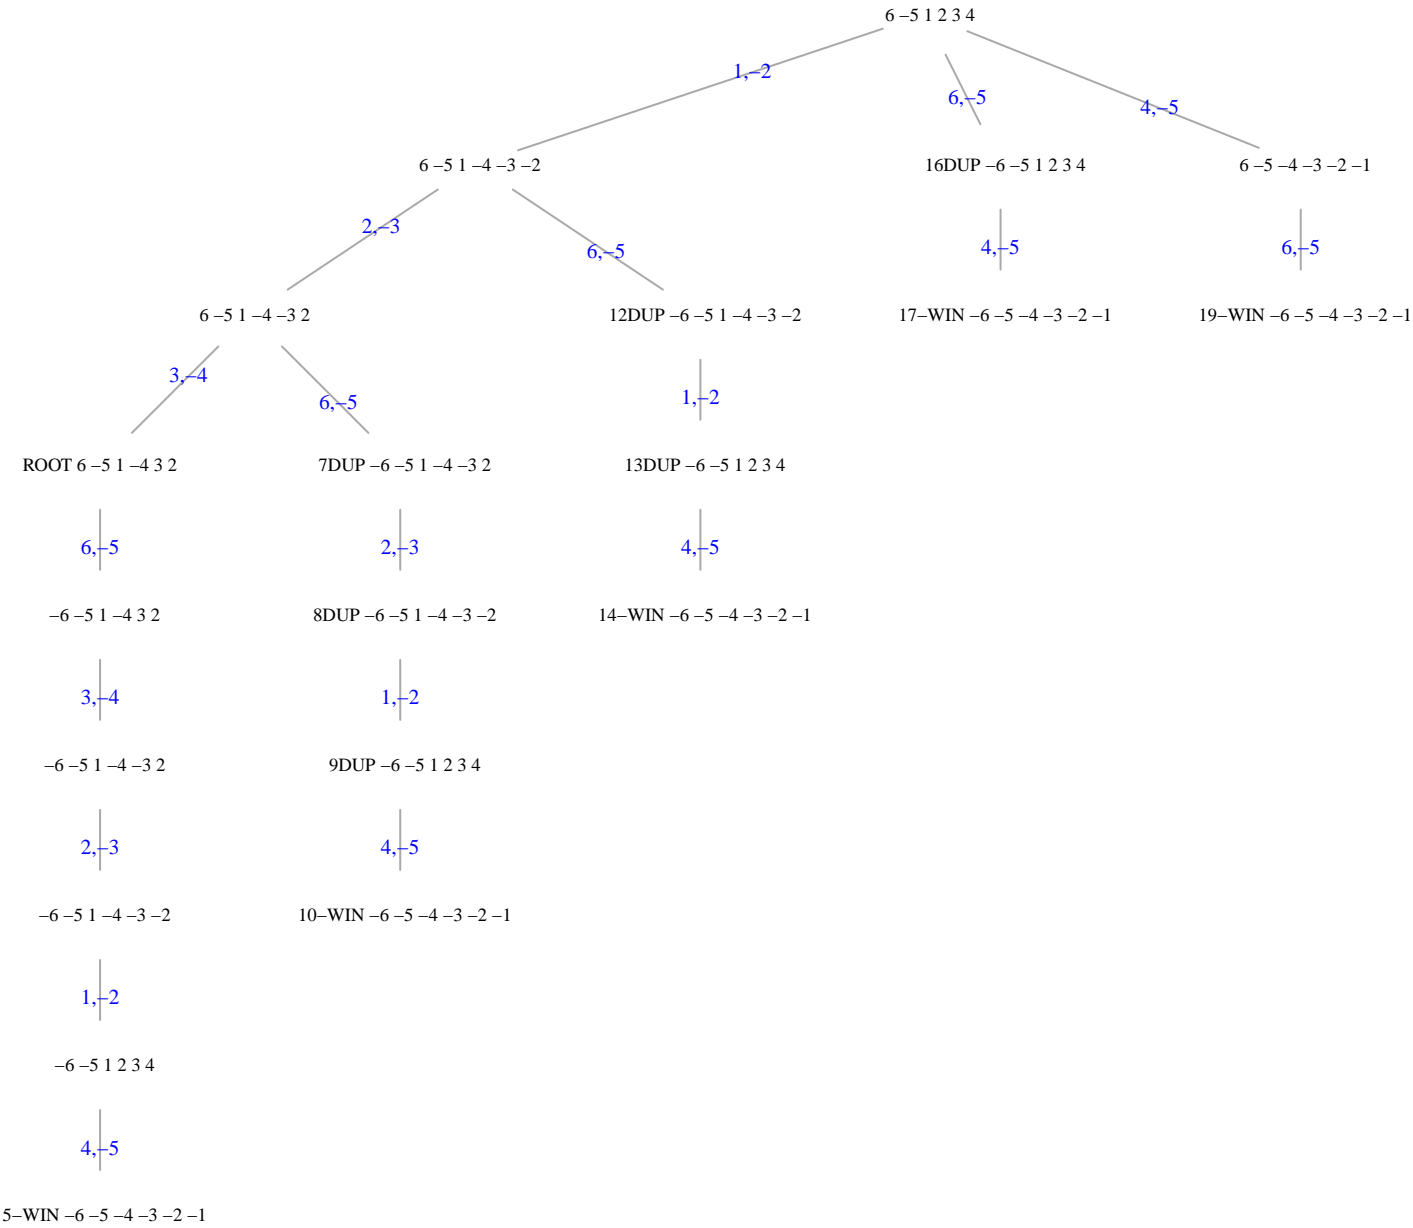 6 –5 1 2 3 4
1,–2
6,–5
4,–5
6 –5 1 –4 –3 –2
16DUP –6 –5 1 2 3 4
6 –5 –4 –3 –2 –1
2,–3
6,–5
4,–5
6,–5
6 –5 1 –4 –3 2
12DUP –6 –5 1 –4 –3 –2
17–WIN –6 –5 –4 –3 –2 –1
19–WIN –6 –5 –4 –3 –2 –1
3,–4
6,–5
1,–2
ROOT 6 –5 1 –4 3 2
7DUP –6 –5 1 –4 –3 2
13DUP –6 –5 1 2 3 4
6,–5
2,–3
4,–5
–6 –5 1 –4 3 2
8DUP –6 –5 1 –4 –3 –2
14–WIN –6 –5 –4 –3 –2 –1
3,–4
1,–2
–6 –5 1 –4 –3 2
9DUP –6 –5 1 2 3 4
2,–3
4,–5
–6 –5 1 –4 –3 –2
10–WIN –6 –5 –4 –3 –2 –1
1,–2
–6 –5 1 2 3 4
4,–5
5–WIN –6 –5 –4 –3 –2 –1